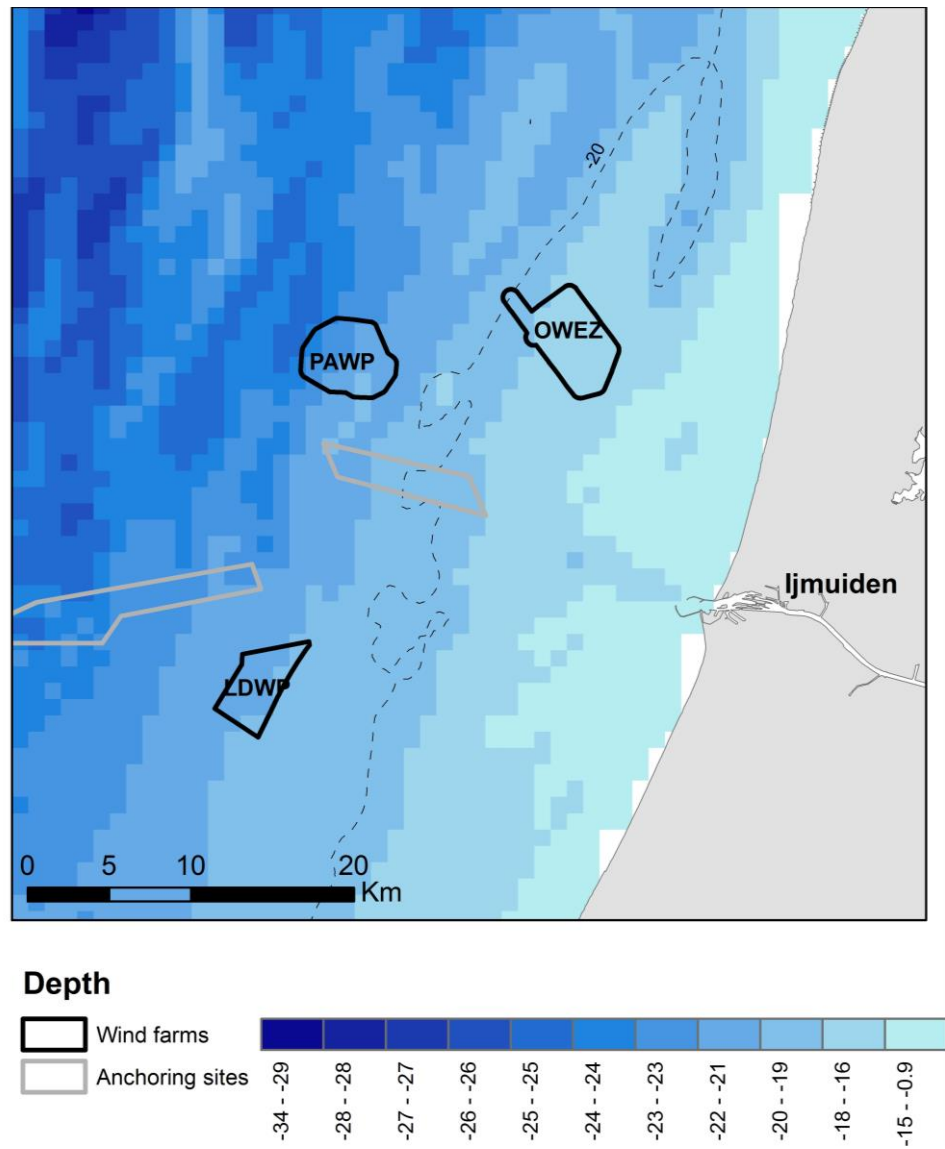 -20
OWEZ
PAWP
Ijmuiden
LDWP
0 5 10 20
Km
Depth
Wind farms
Anchoring sites
-34 - -29
-28 - -28
-27 - -27
-26 - -26
-25 - -25
-24 - -24
-23 - -23
-22 - -21
-20 - -19
-18 - -16
-15 - -0.9